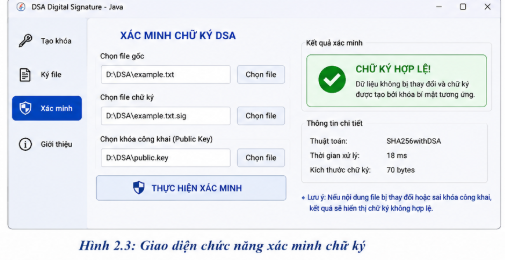 DSA Digital Signature - Java
Tạo khóa
Ký file
Xác minh
Giới thiệu
XÁC MINH CHỮ KÝ DSA
Chọn file gốc
D:\DSA\example.txt
Chọn file
Chọn file chữ ký
D:\DSA\example.txt.sig
Chọn file
Chọn khóa công khai (Public Key)
D:\DSA\public.key
Chọn file
THỰC HIỆN XÁC MINH
Kết quả xác minh
CHỮ KÝ HỢP LỆ!
Dữ liệu không bị thay đổi và chữ ký
được tạo bởi khóa bí mật tương ứng.
Thông tin chi tiết
Thuật toán: SHA256withDSA
Thời gian xử lý: 18 ms
Kích thước chữ ký: 70 bytes
* Lưu ý: Nếu nội dung file bị thay đổi hoặc sai khóa công khai,
kết quả sẽ hiển thị chữ ký không hợp lệ.
Hình 2.3: Giao diện chức năng xác minh chữ ký